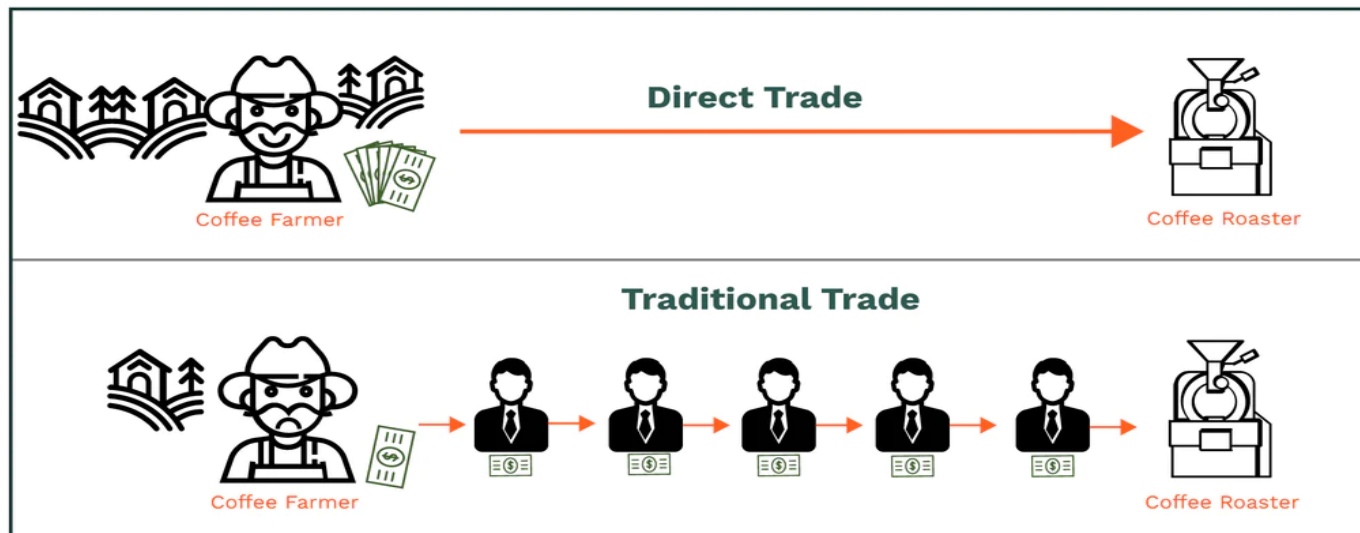 Direct Trade
Coffee Farmer
Coffee Roaster
Traditional Trade
$
$
$
$
$
Coffee Farmer
Coffee Roaster